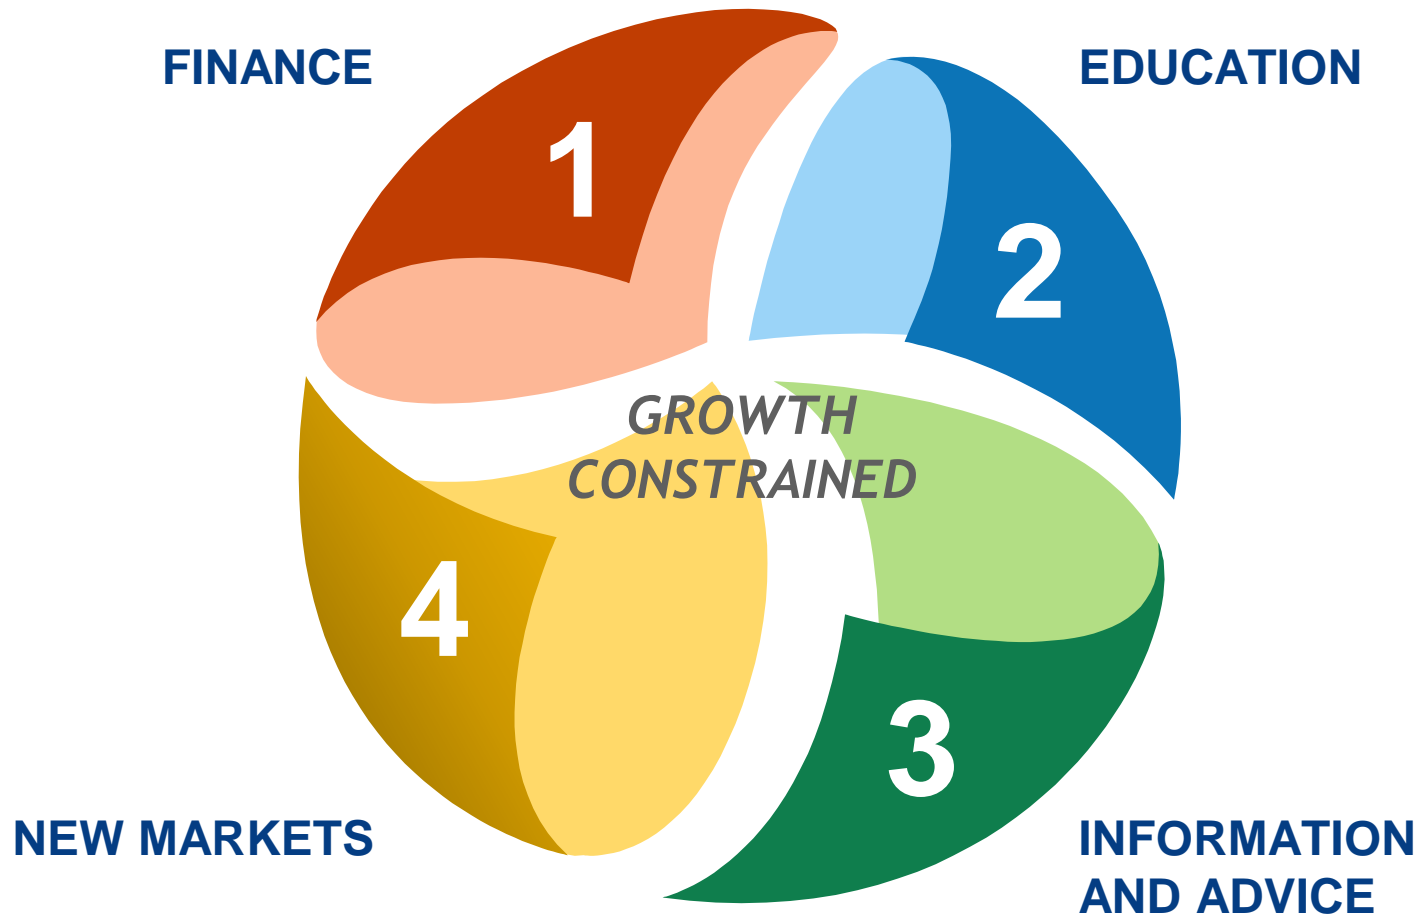 FINANCE
EDUCATION
1
2
GROWTH
CONSTRAINED
4
3
NEW MARKETS
INFORMATION
AND ADVICE